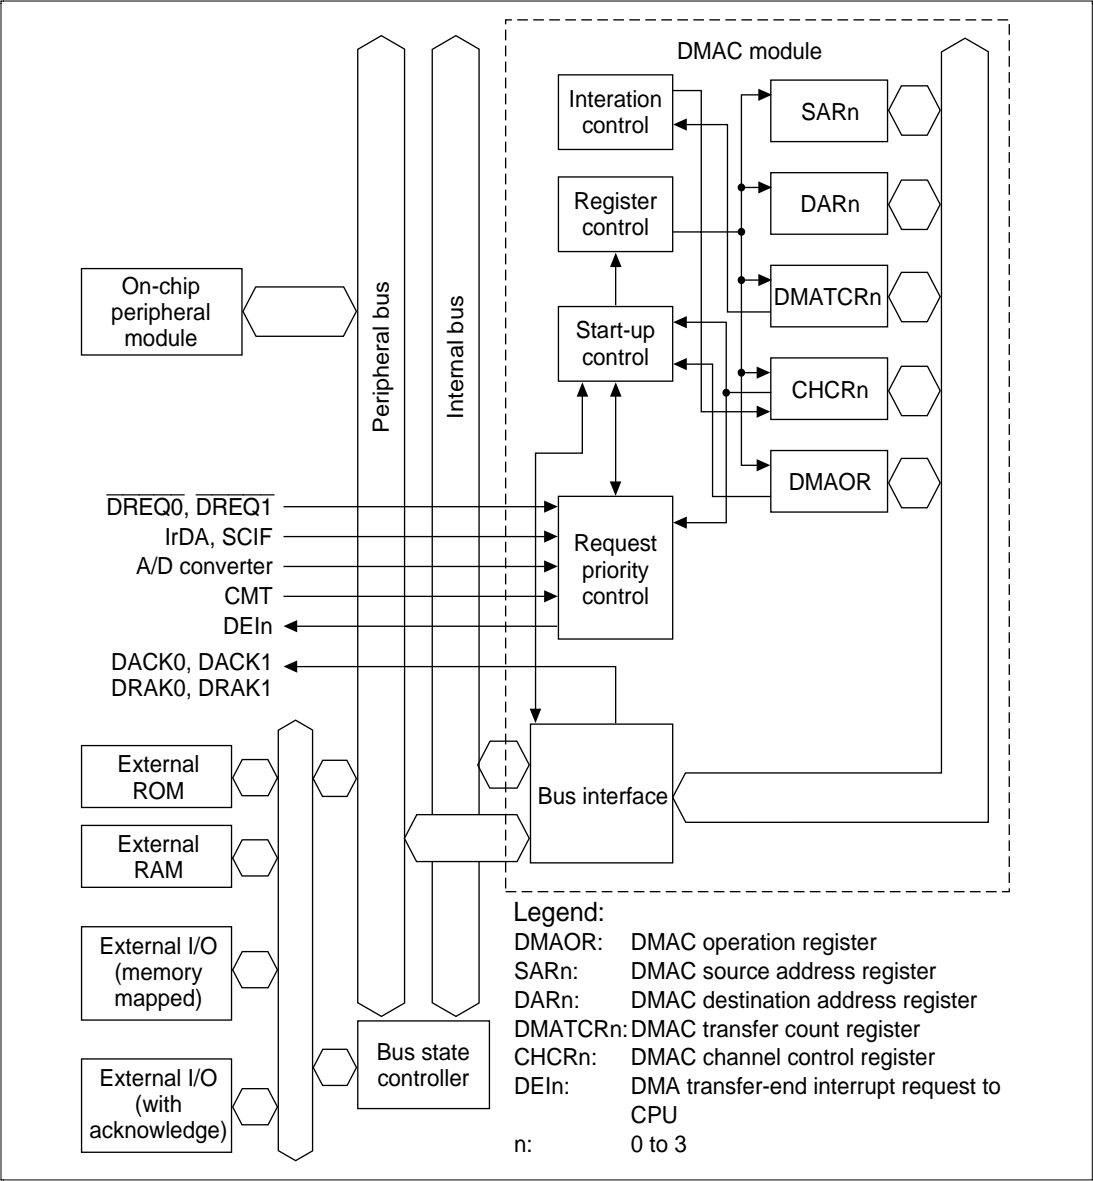 DMAC module
Interation
control
SARn
Register
control
DARn
On-chip
peripheral
module
Peripheral bus
Internal bus
Start-up
control
DMATCRn
CHCRn
DMAOR
DREQ0, DREQ1
IrDA, SCIF
A/D converter
CMT
DEIn
Request
priority
control
DACK0, DACK1
DRAK0, DRAK1
External
ROM
Bus interface
External
RAM
External I/O
(memory
mapped)
External I/O
(with
acknowledge)
Bus state
controller
Legend:
DMAOR: DMAC operation register
SARn: DMAC source address register
DARn: DMAC destination address register
DMATCRn: DMAC transfer count register
CHCRn: DMAC channel control register
DEIn: DMA transfer-end interrupt request to
CPU
n: 0 to 3